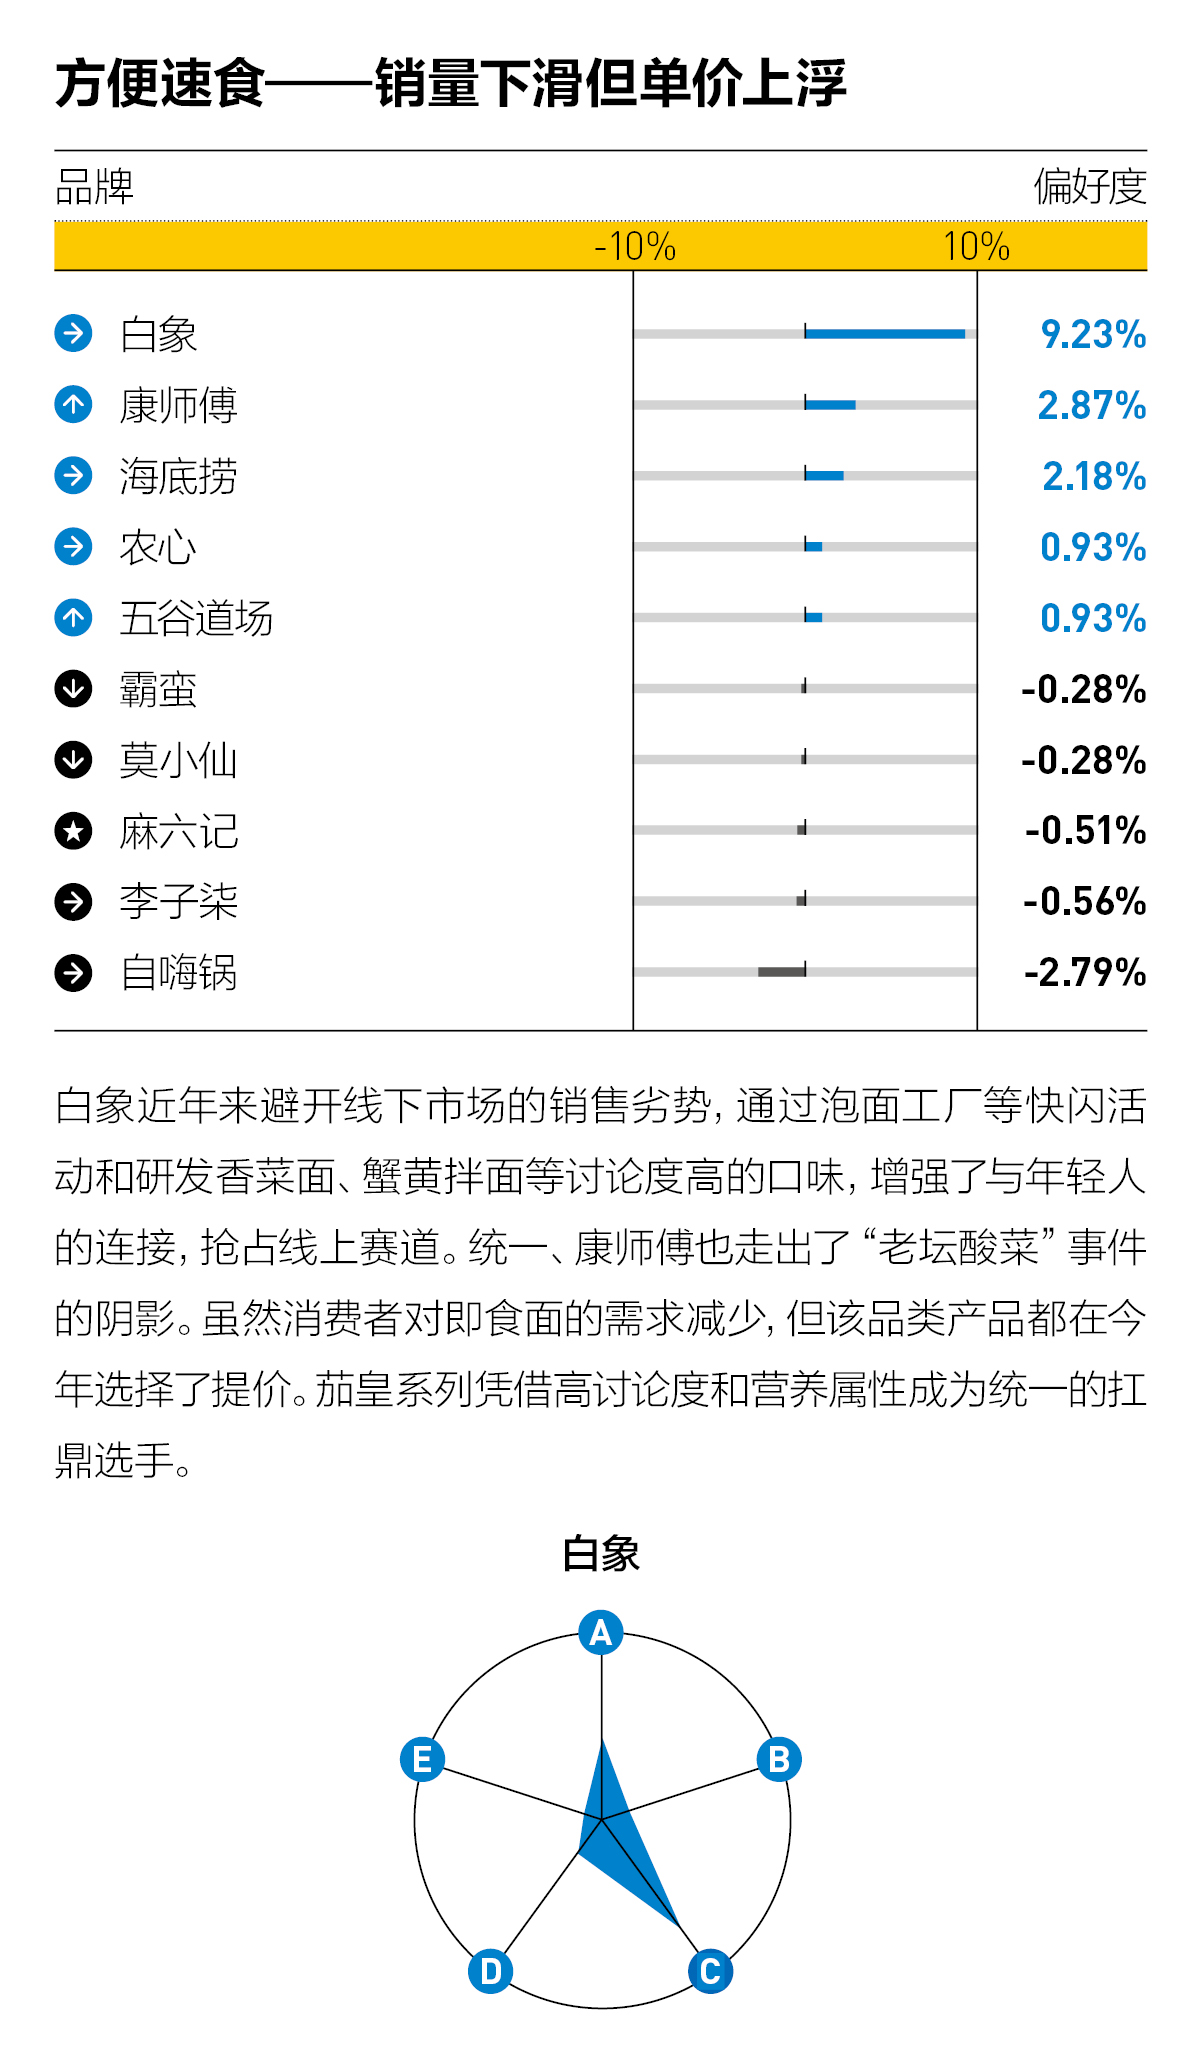 方便速食——销量下滑但单价上浮
品牌 偏好度
-10% 10%
白象 9.23%
康师傅 2.87%
海底捞 2.18%
农心 0.93%
五谷道场 0.93%
霸蛮 -0.28%
莫小仙 -0.28%
麻六记 -0.51%
李子柒 -0.56%
自嗨锅 -2.79%
白象近年来避开线下市场的销售劣势，通过泡面工厂等快闪活
动和研发香菜面、蟹黄拌面等讨论度高的口味，增强了与年轻人
的连接，抢占线上赛道。统一、康师傅也走出了“老坛酸菜”事件
的阴影。虽然消费者对即食面的需求减少，但该品类产品都在今
年选择了提价。茄皇系列凭借高讨论度和营养属性成为统一的扛
鼎选手。
白象
A
E B
D C